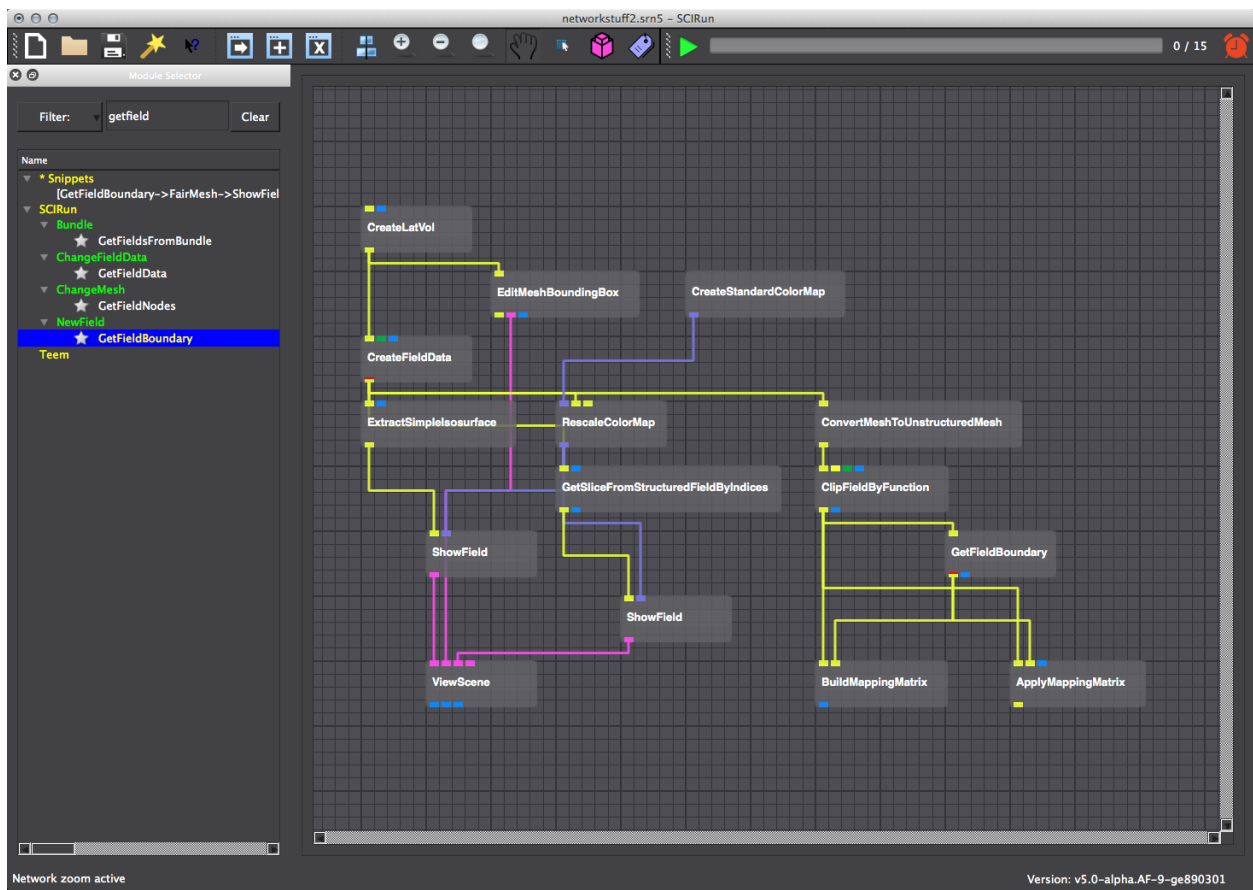 networkstuff2.srn5 – SCIRun
0 / 15
Module Selector
Filter: getfield Clear
Name
* Snippets
[GetFieldBoundary->FairMesh->ShowFiel
SCIRun
Bundle
GetFieldsFromBundle
ChangeFieldData
GetFieldData
ChangeMesh
GetFieldNodes
NewField
GetFieldBoundary
Teem
CreateLatVol
EditMeshBoundingBox
CreateStandardColorMap
CreateFieldData
ExtractSimpleIsosurface
RescaleColorMap
ConvertMeshToUnstructuredMesh
GetSliceFromStructuredFieldByIndices
ClipFieldByFunction
ShowField
GetFieldBoundary
ShowField
ViewScene
BuildMappingMatrix
ApplyMappingMatrix
Network zoom active
Version: v5.0-alpha.AF-9-ge890301